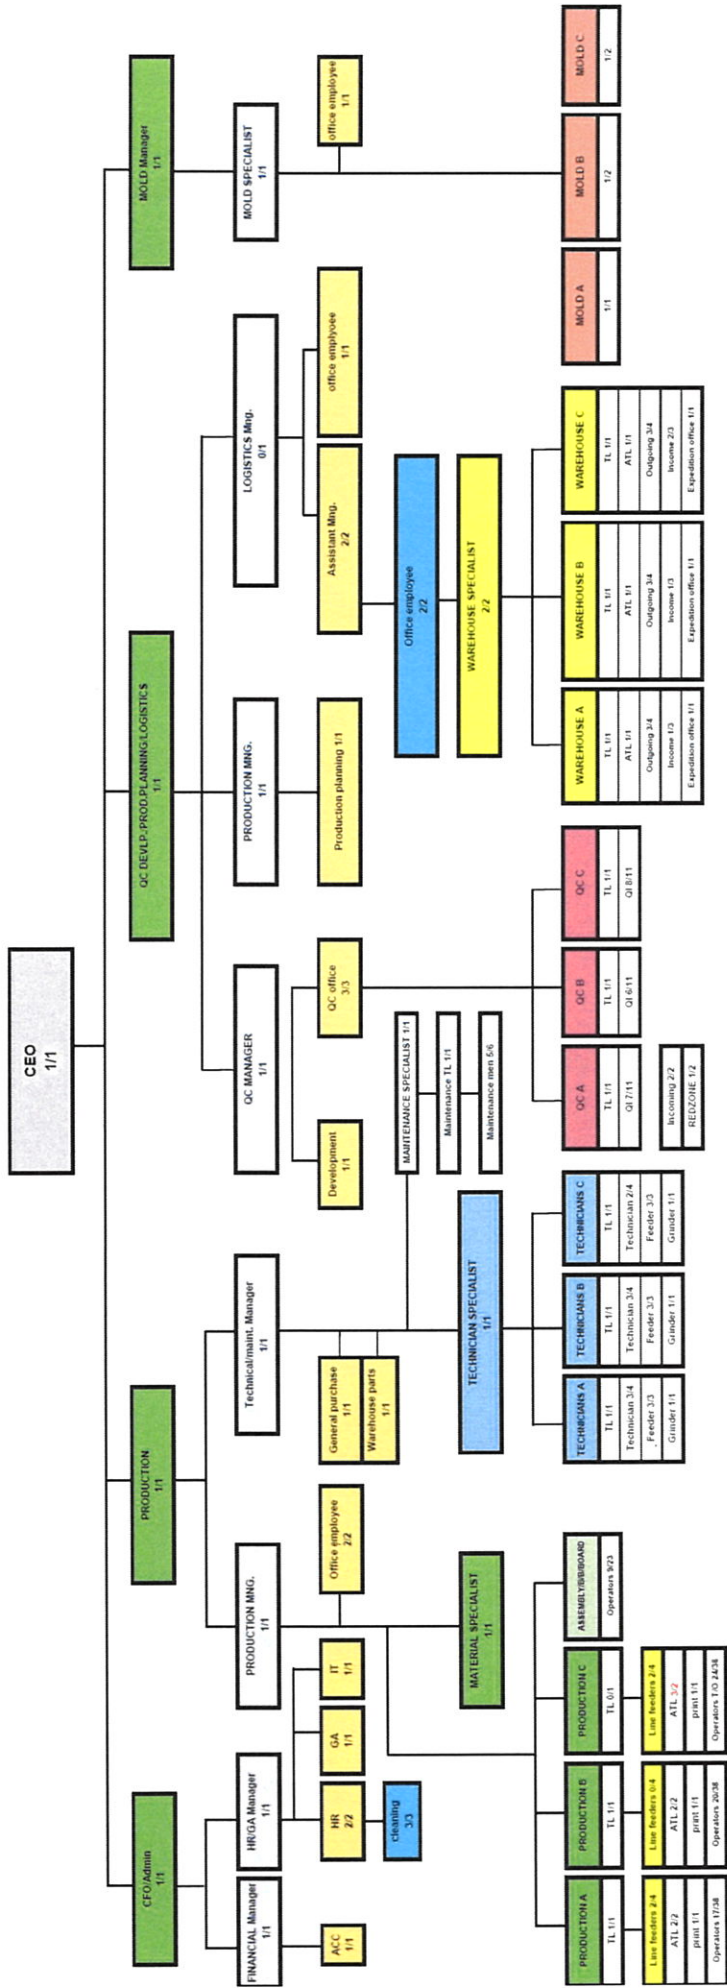 CEO
1/1
CFO/Admin
1/1
PRODUCTION
1/1
QC DEVLP./PROD.PLANNING/LOGISTICS
1/1
MOLD Manager
1/1
FINANCIAL Manager
1/1
HR/GA Manager
1/1
PRODUCTION MNG.
1/1
Technical/maint. Manager
1/1
QC MANAGER
1/1
PRODUCTION MNG.
1/1
LOGISTICS Mng.
0/1
MOLD SPECIALIST
1/1
ACC
1/1
HR
2/2
GA
1/1
IT
1/1
Office employee
2/2
General purchase
1/1
Warehouse parts
1/1
Development
1/1
QC office
3/3
Production planning 1/1
Assistant Mng.
2/2
office emplyoee
1/1
office employee
1/1
cleaning
3/3
MAINTENANCE SPECIALIST 1/1
Maintenance TL 1/1
Maintenance men 5/6
Office employee
2/2
MATERIAL SPECIALIST
1/1
TECHNICIAN SPECIALIST
1/1
WAREHOUSE SPECIALIST
2/2
PRODUCTION A
TL 1/1
Line feeders 2/4
ATL 2/2
print 1/1
Operators 17/38
PRODUCTION B
TL 1/1
Line feeders 0/4
ATL 2/2
print 1/1
Operators 20/38
PRODUCTION C
TL 0/1
Line feeders 2/4
ATL 3/2
print 1/1
Operators T/O 24/38
ASSEMBLY/B/B/BOARD
Operators 9/23
TECHNICIANS A
TL 1/1
Technician 3/4
. Feeder 3/3
Grinder 1/1
TECHNICIANS B
TL 1/1
Technician 3/4
Feeder 3/3
Grinder 1/1
TECHNICIANS C
TL 1/1
Technician 2/4
Feeder 3/3
Grinder 1/1
QC A
TL 1/1
QI 7/11
Incoming 2/2
REDZONE 1/2
QC B
TL 1/1
QI 6/11
QC C
TL 1/1
QI 8/11
WAREHOUSE A
TL 1/1
ATL 1/1
Outgoing 3/4
Income 1/3
Expedition office 1/1
WAREHOUSE B
TL 1/1
ATL 1/1
Outgoing 3/4
Income 1/3
Expedition office 1/1
WAREHOUSE C
TL 1/1
ATL 1/1
Outgoing 3/4
Income 2/3
Expedition office 1/1
MOLD A
1/1
MOLD B
1/2
MOLD C
1/2